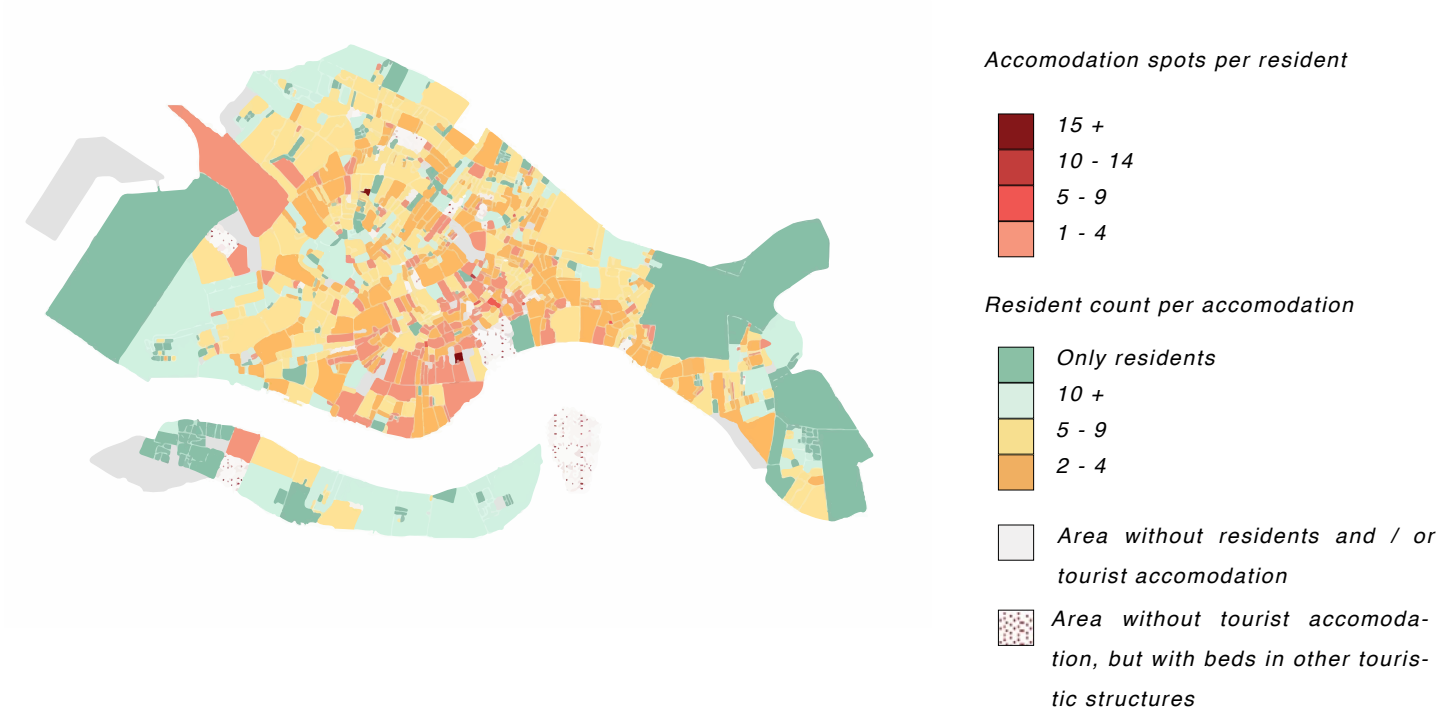 Accomodation spots per resident
15 +
10 - 14
5 - 9
1 - 4
Resident count per accomodation
Only residents
10 +
5 - 9
2 - 4
Area without residents and / or
tourist accomodation
Area without tourist accomoda-
tion, but with beds in other touris-
tic structures